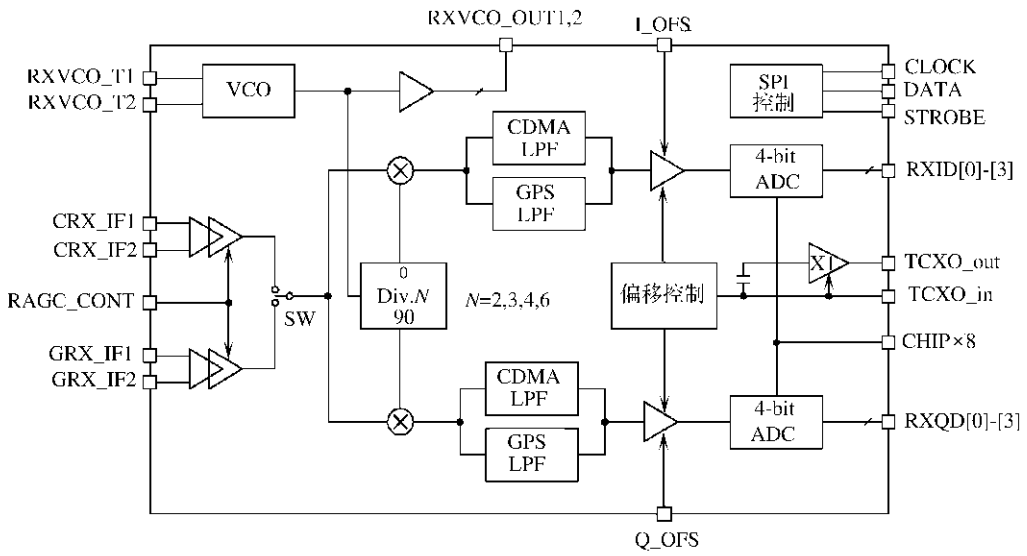 RXVCO_OUT1,2
I_OFS
RXVCO_T1
RXVCO_T2
VCO
SPI
控制
CLOCK
DATA
STROBE
CDMA
LPF
GPS
LPF
4-bit
ADC
RXID[0]-[3]
CRX_IF1
CRX_IF2
RAGC_CONT
GRX_IF1
GRX_IF2
SW
0
Div.N
90
N=2,3,4,6
偏移控制
X1
TCXO_out
TCXO_in
CHIP×8
CDMA
LPF
GPS
LPF
4-bit
ADC
RXQD[0]-[3]
Q_OFS